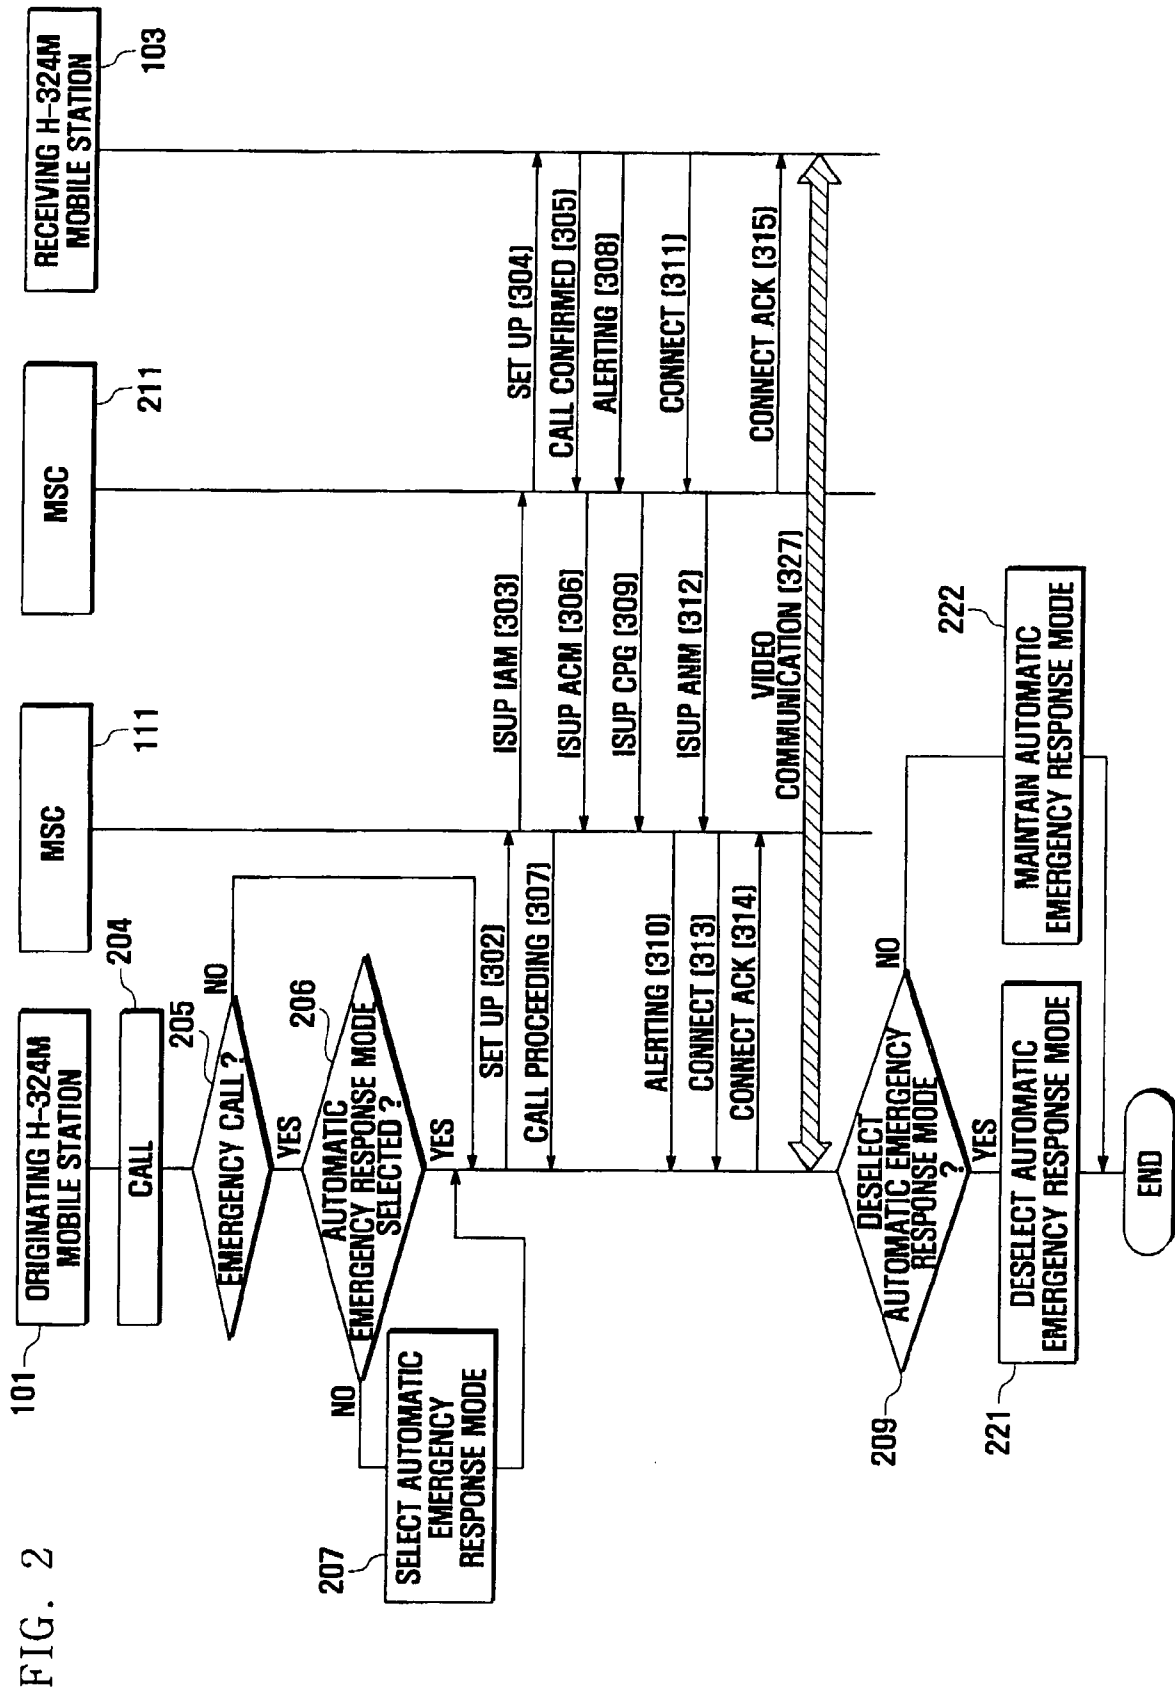 FIG. 2
ORIGINATING H-324M
MOBILE STATION
101
MSC
111
MSC
211
RECEIVING H-324M
MOBILE STATION
103
CALL
204
EMERGENCY CALL ?
205
NO
YES
AUTOMATIC
EMERGENCY RESPONSE MODE
SELECTED ?
206
NO
YES
SELECT AUTOMATIC
EMERGENCY
RESPONSE MODE
207
SET UP (302)
ISUP IAM (303)
SET UP (304)
CALL PROCEEDING (307)
CALL CONFIRMED (305)
ISUP ACM (306)
ALERTING (308)
ISUP CPG (309)
ALERTING (310)
CONNECT (311)
ISUP ANM (312)
CONNECT (313)
CONNECT ACK (314)
CONNECT ACK (315)
VIDEO
COMMUNICATION (327)
DESELECT
AUTOMATIC EMERGENCY
RESPONSE MODE
?
209
NO
YES
DESELECT AUTOMATIC
EMERGENCY RESPONSE MODE
221
MAINTAIN AUTOMATIC
EMERGENCY RESPONSE MODE
222
END